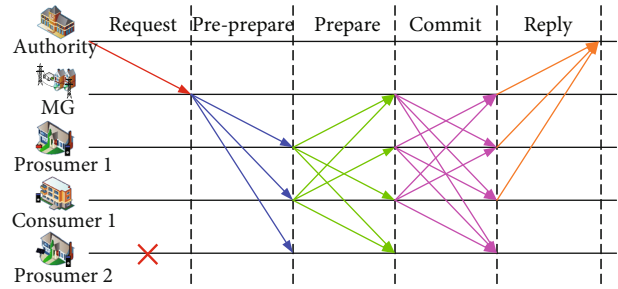 Request Pre-prepare Prepare Commit Reply
Authority
MG
Prosumer 1
Consumer 1
Prosumer 2